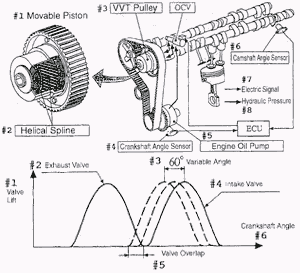 #3
VVT Pulley
OCV
#1 Movable Piston
#6
Camshaft Angle Sensor
#7
Electric Signal
Hydraulic Pressure
#8
#2
Helical Spline
#5
ECU
#4
Crankshaft Angle Sensor
Engine Oil Pump
#3
60° Variable Angle
#2 Exhaust Valve
#4 Intake Valve
#1
Valve
Lift
Crankshaft Angle
#6
Valve Overlap
#5